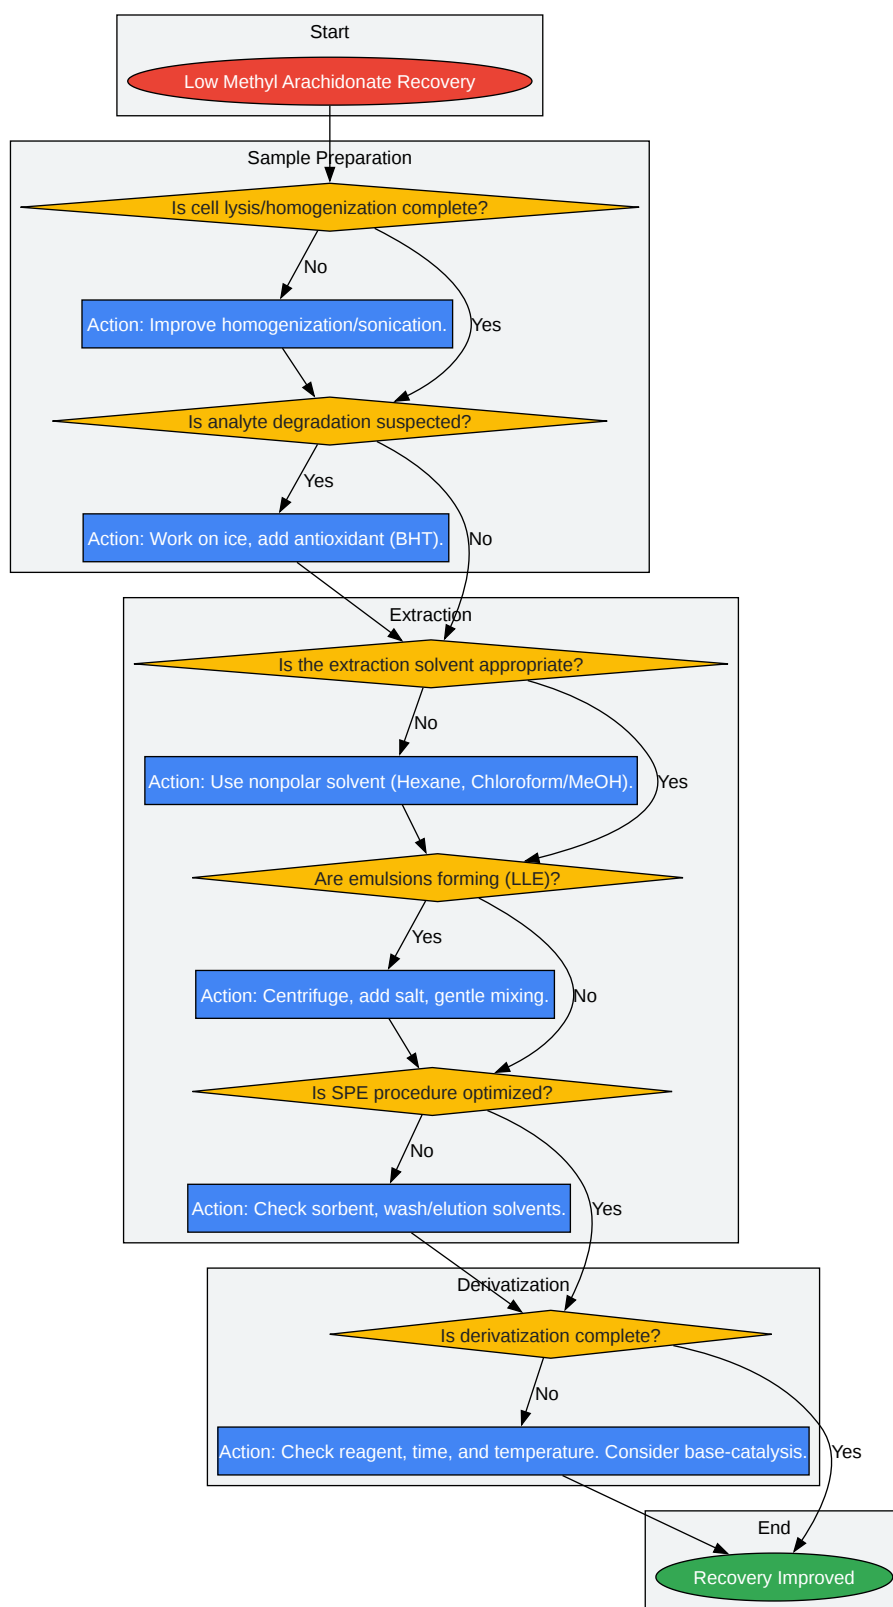 Start
Low Methyl Arachidonate Recovery
Sample Preparation
Is cell lysis/homogenization complete?
No
Action: Improve homogenization/sonication.
Yes
Is analyte degradation suspected?
Yes
Action: Work on ice, add antioxidant (BHT).
No
Extraction
Is the extraction solvent appropriate?
No
Action: Use nonpolar solvent (Hexane, Chloroform/MeOH).
Yes
Are emulsions forming (LLE)?
Yes
Action: Centrifuge, add salt, gentle mixing.
No
Is SPE procedure optimized?
No
Action: Check sorbent, wash/elution solvents.
Yes
Derivatization
Is derivatization complete?
No
Action: Check reagent, time, and temperature. Consider base-catalysis.
Yes
End
Recovery Improved